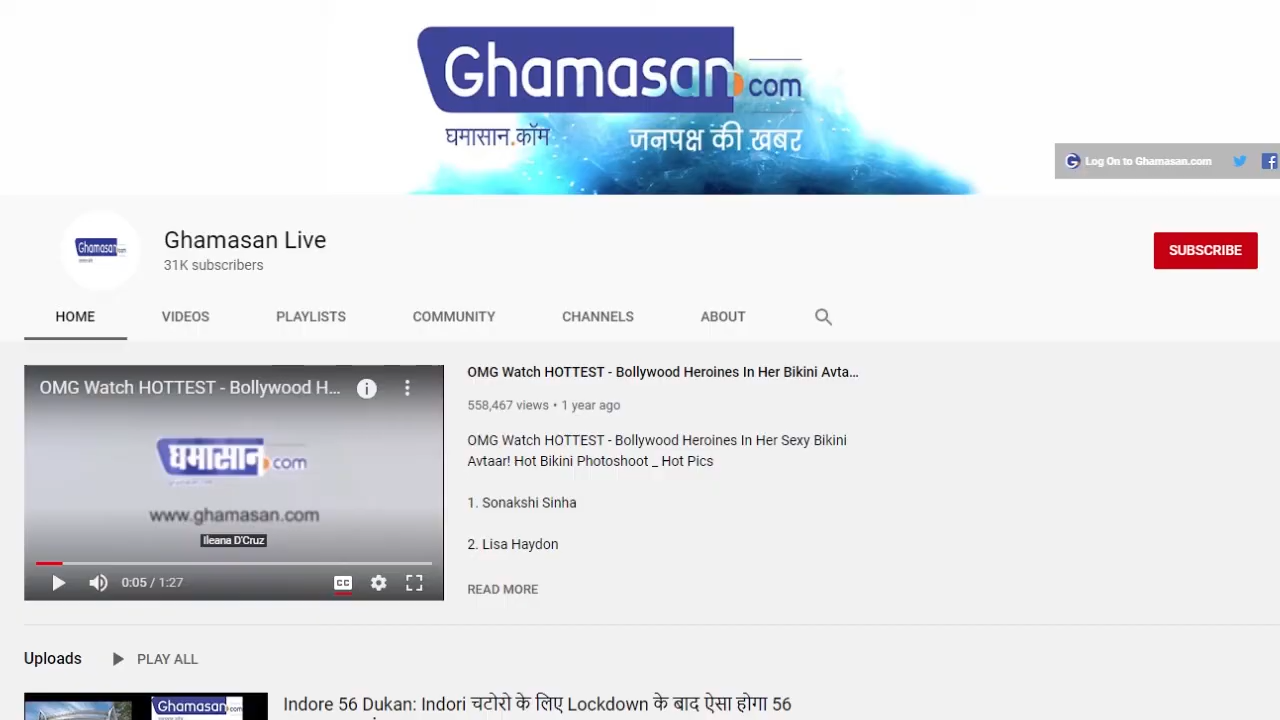 Ghamasan.com
घमासान.कॉम
जनपक्ष की खबर
Log On to Ghamasan.com
Ghamasan
Ghamasan Live
31K subscribers
SUBSCRIBE
HOME
VIDEOS
PLAYLISTS
COMMUNITY
CHANNELS
ABOUT
OMG Watch HOTTEST - Bollywood H...
घमासान.com
www.ghamasan.com
Ileana D'Cruz
0:05 / 1:27
CC
OMG Watch HOTTEST - Bollywood Heroines In Her Bikini Avta...
558,467 views • 1 year ago
OMG Watch HOTTEST - Bollywood Heroines In Her Sexy Bikini
Avtaar! Hot Bikini Photoshoot _ Hot Pics
1. Sonakshi Sinha
2. Lisa Haydon
READ MORE
Uploads
PLAY ALL
Ghamasan.com
Indore 56 Dukan: Indori चटोरो के लिए Lockdown के बाद ऐसा होगा 56